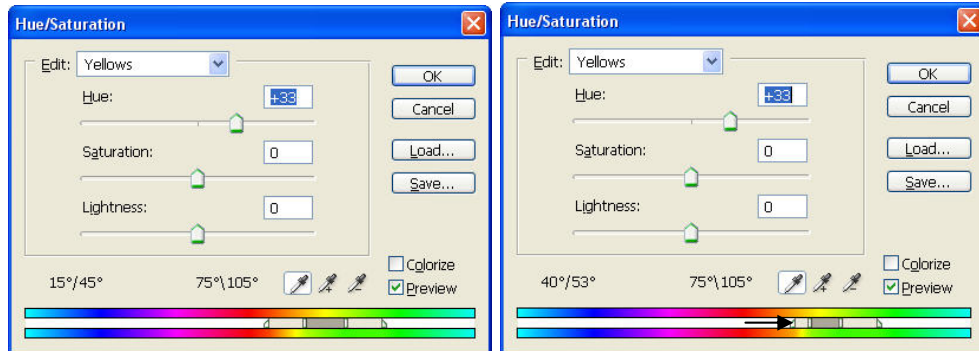 Hue/Saturation
Edit: Yellows
OK
Hue: +33
Cancel
Saturation: 0
Load...
Save...
Lightness: 0
Colorize
15°/45° 75°\105°
Preview
Hue/Saturation
Edit: Yellows
OK
Hue: +33
Cancel
Saturation: 0
Load...
Save...
Lightness: 0
Colorize
40°/53° 75°\105°
Preview